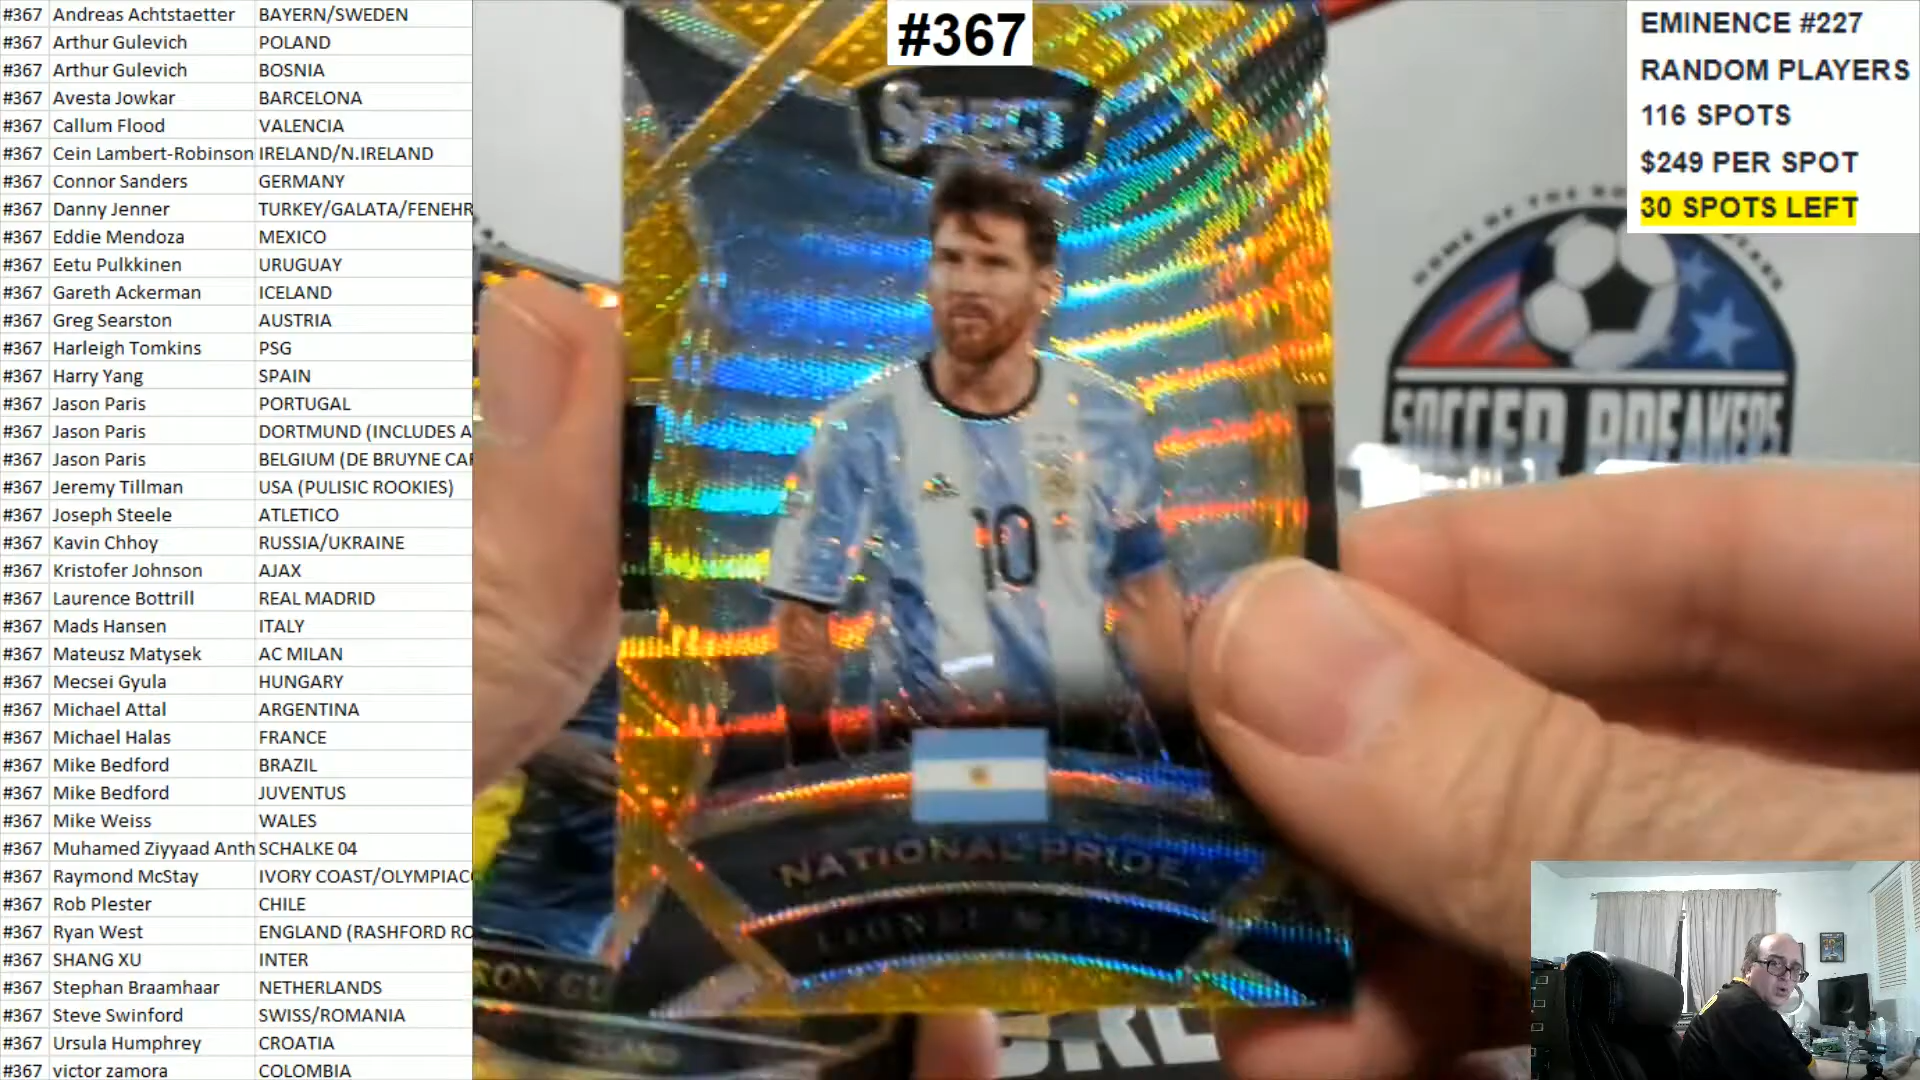 #367 Andreas Achtstaetter BAYERN/SWEDEN
#367 Arthur Gulevich POLAND
#367 Arthur Gulevich BOSNIA
#367 Avesta Jowkar BARCELONA
#367 Callum Flood VALENCIA
#367 Cein Lambert-Robinson IRELAND/N.IRELAND
#367 Connor Sanders GERMANY
#367 Danny Jenner TURKEY/GALATA/FENEHR
#367 Eddie Mendoza MEXICO
#367 Eetu Pulkkinen URUGUAY
#367 Gareth Ackerman ICELAND
#367 Greg Searston AUSTRIA
#367 Harleigh Tomkins PSG
#367 Harry Yang SPAIN
#367 Jason Paris PORTUGAL
#367 Jason Paris DORTMUND (INCLUDES A
#367 Jason Paris BELGIUM (DE BRUYNE CAR
#367 Jeremy Tillman USA (PULISIC ROOKIES)
#367 Joseph Steele ATLETICO
#367 Kavin Chhoy RUSSIA/UKRAINE
#367 Kristofer Johnson AJAX
#367 Laurence Bottrill REAL MADRID
#367 Mads Hansen ITALY
#367 Mateusz Matysek AC MILAN
#367 Mecsei Gyula HUNGARY
#367 Michael Attal ARGENTINA
#367 Michael Halas FRANCE
#367 Mike Bedford BRAZIL
#367 Mike Bedford JUVENTUS
#367 Mike Weiss WALES
#367 Muhamed Ziyyaad Anth SCHALKE 04
#367 Raymond McStay IVORY COAST/OLYMPIACO
#367 Rob Plester CHILE
#367 Ryan West ENGLAND (RASHFORD RO
#367 SHANG XU INTER
#367 Stephan Braamhaar NETHERLANDS
#367 Steve Swinford SWISS/ROMANIA
#367 Ursula Humphrey CROATIA
#367 victor zamora COLOMBIA
#367
SELECT
10
NATIONAL PRIDE
LIONEL MESSI
EMINENCE #227
RANDOM PLAYERS
116 SPOTS
$249 PER SPOT
30 SPOTS LEFT
HOME OF THE
SOCCER BREAKERS